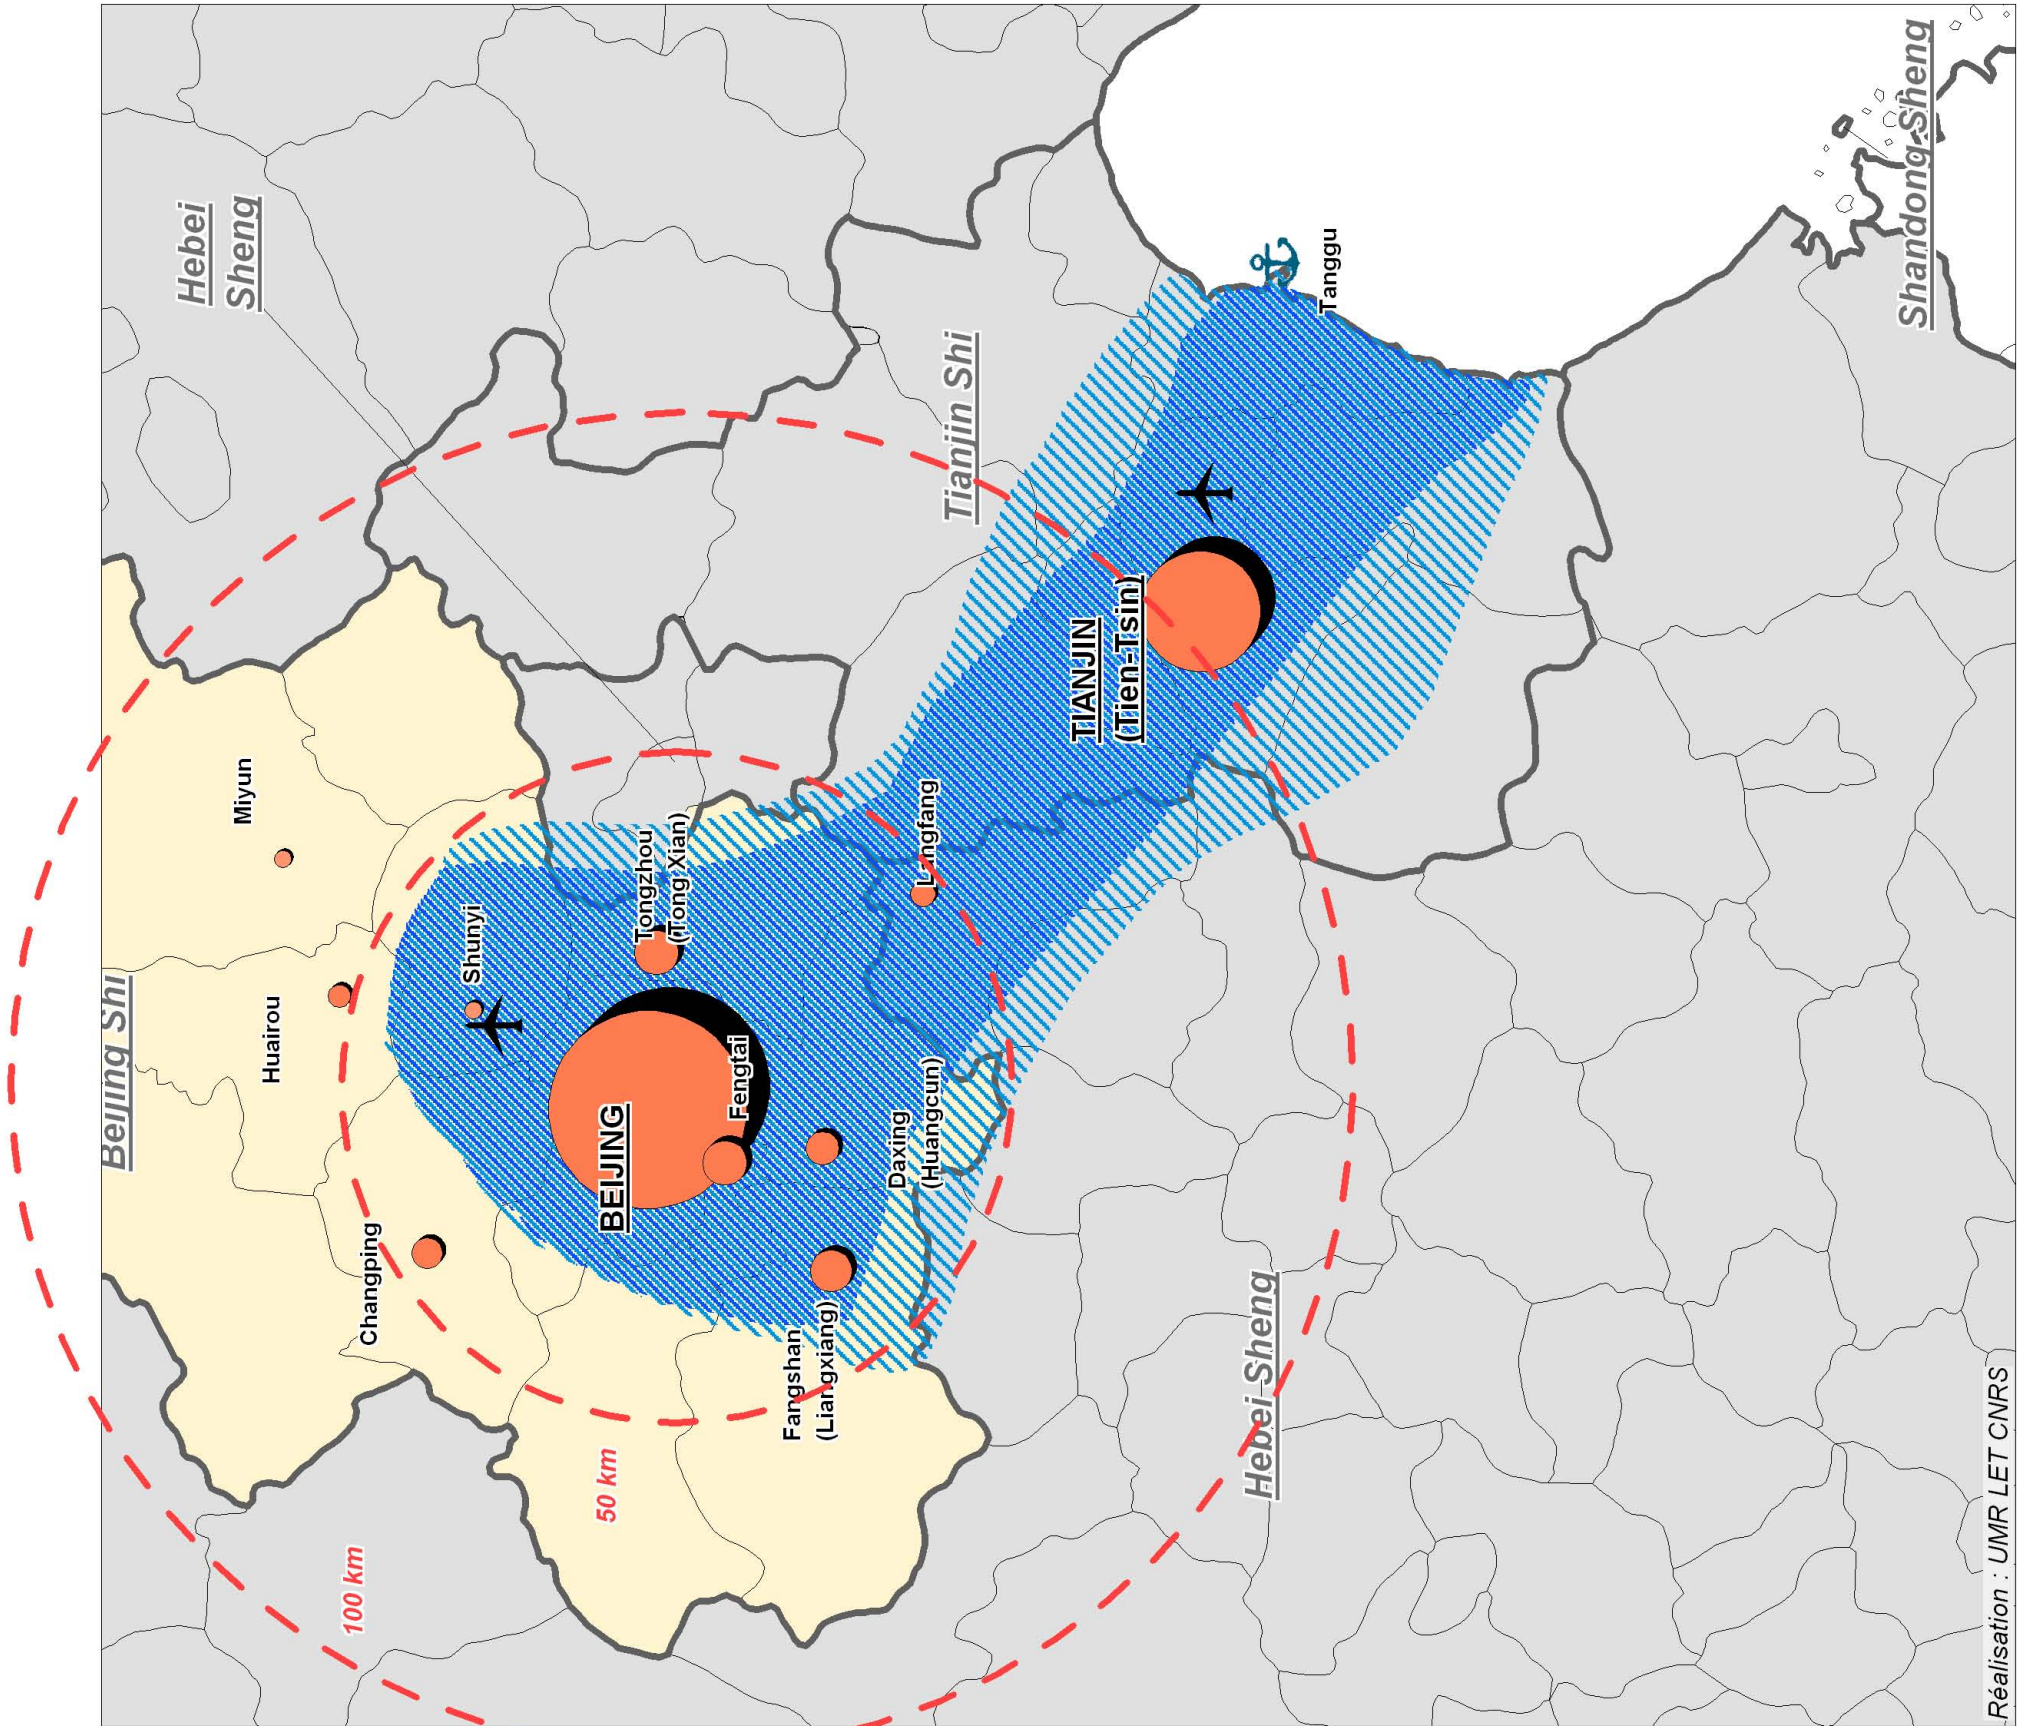 Beijing Shi
Hebei
Sheng
Miyun
Huairou
Changping
100 km
Shunyi
50 km
BEIJING
Tongzhou
(Tong Xian)
Fengtai
Fangshan
(Liangxiang)
Daxing
(Huangcun)
Langfang
Tianjin Shi
TIANJIN
(Tien-Tsin)
Tanggu
Hebei Sheng
Shandong Sheng
Réalisation : UMR LET CNRS